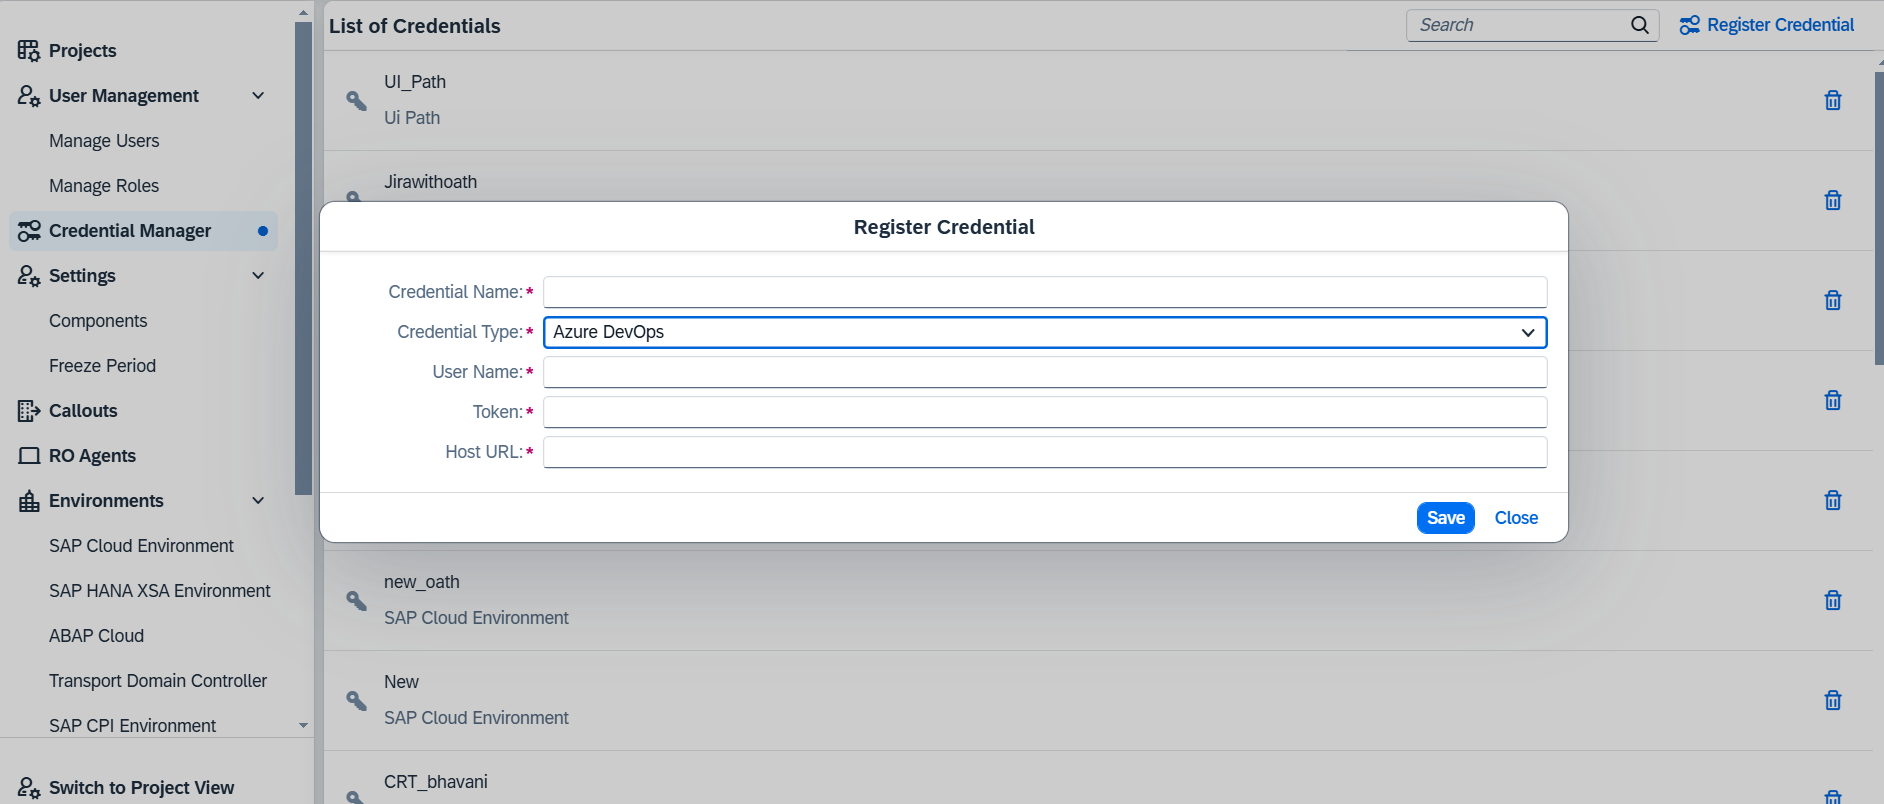 Projects
User Management
Manage Users
Manage Roles
Credential Manager
Settings
Components
Freeze Period
Callouts
RO Agents
Environments
SAP Cloud Environment
SAP HANA XSA Environment
ABAP Cloud
Transport Domain Controller
SAP CPI Environment
Switch to Project View
List of Credentials
Search
Register Credential
UI_Path
Ui Path
Jirawithoath
Register Credential
Credential Name:*
Credential Type:* Azure DevOps
User Name:*
Token:*
Host URL:*
Save Close
new_oath
SAP Cloud Environment
New
SAP Cloud Environment
CRT_bhavani